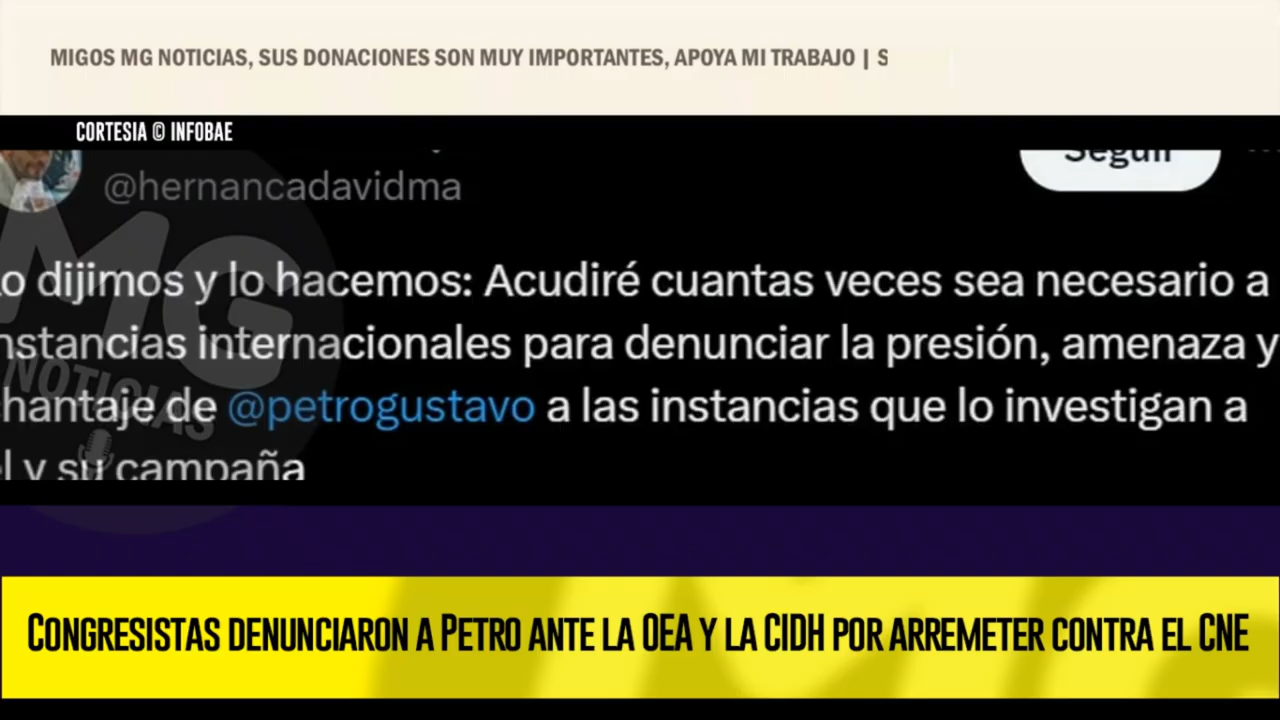 MIGOS MG NOTICIAS, SUS DONACIONES SON MUY IMPORTANTES, APOYA MI TRABAJO | S
CORTESIA © INFOBAE
Seguir
@hernancadavidma
o dijimos y lo hacemos: Acudiré cuantas veces sea necesario a
nstancias internacionales para denunciar la presión, amenaza y
hantaje de @petrogustavo a las instancias que lo investigan a
l y su campaña
MG
NOTICIAS
CONGRESISTAS DENUNCIARON A PETRO ANTE LA OEA Y LA CIDH POR ARREMETER CONTRA EL CNE